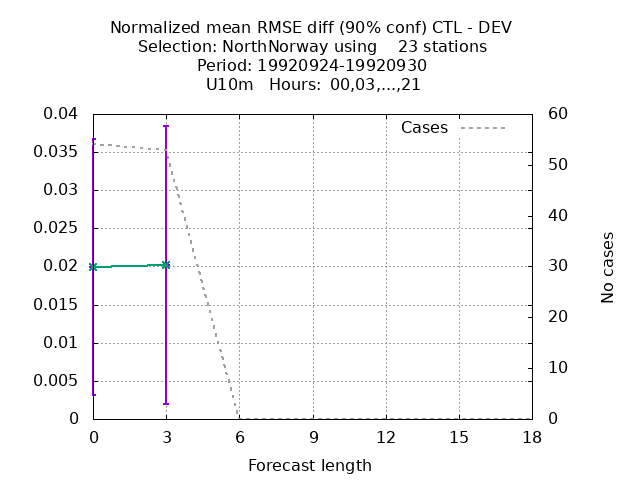 Normalized mean RMSE diff (90% conf) CTL - DEV
Selection: NorthNorway using 23 stations
Period: 19920924-19920930
U10m Hours: 00,03,...,21
Cases
0.04
0.035
0.03
0.025
0.02
0.015
0.01
0.005
0
60
50
40
30
20
10
0
No cases
0 3 6 9 12 15 18
Forecast length